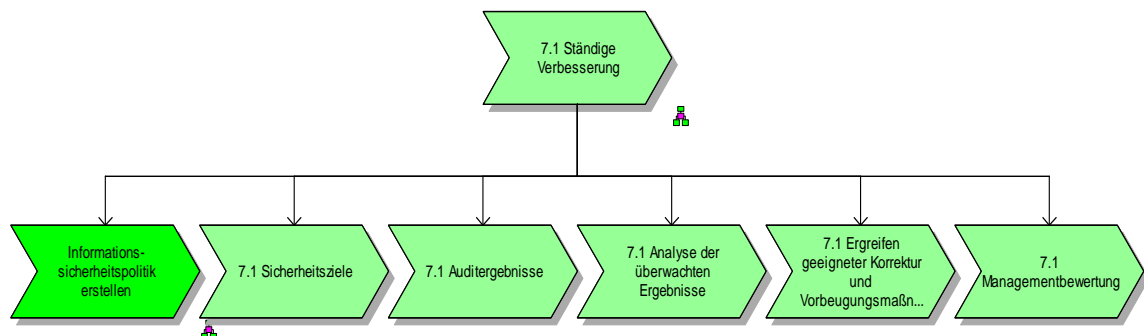 7.1 Ständige
Verbesserung
Informations-
sicherheitspolitik
erstellen
7.1 Sicherheitsziele
7.1 Auditergebnisse
7.1 Analyse der
überwachten
Ergebnisse
7.1 Ergreifen
geeigneter Korrektur
und
Vorbeugungsmaßn...
7.1
Managementbewertung